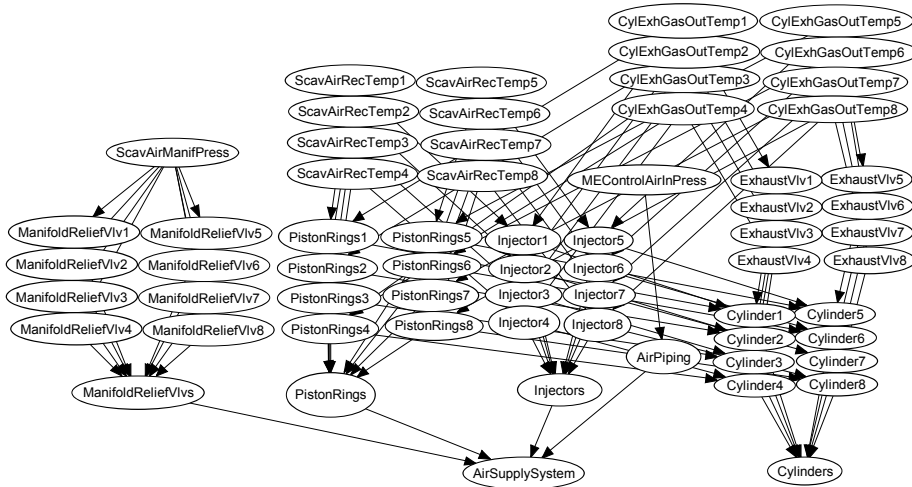 CylExhGasOutTemp1 CylExhGasOutTemp5
CylExhGasOutTemp2 CylExhGasOutTemp6
ScavAirRecTemp1 ScavAirRecTemp5 CylExhGasOutTemp3 CylExhGasOutTemp7
ScavAirRecTemp2 ScavAirRecTemp6 CylExhGasOutTemp4 CylExhGasOutTemp8
ScavAirManifPress ScavAirRecTemp3 ScavAirRecTemp7
ScavAirRecTemp4 ScavAirRecTemp8 MEControlAirInPress ExhaustVlv1 ExhaustVlv5
ExhaustVlv2 ExhaustVlv6
ManifoldReliefVlv1 ManifoldReliefVlv5 PistonRings1 PistonRings5 Injector1 Injector5 ExhaustVlv3 ExhaustVlv7
ManifoldReliefVlv2 ManifoldReliefVlv6 PistonRings2 PistonRings6 Injector2 Injector6 ExhaustVlv4 ExhaustVlv8
ManifoldReliefVlv3 ManifoldReliefVlv7 PistonRings3 PistonRings7 Injector3 Injector7 Cylinder1 Cylinder5
ManifoldReliefVlv4 ManifoldReliefVlv8 PistonRings4 PistonRings8 Injector4 Injector8 Cylinder2 Cylinder6
AirPiping Cylinder3 Cylinder7
ManifoldReliefVlvs PistonRings Injectors Cylinder4 Cylinder8
AirSupplySystem Cylinders